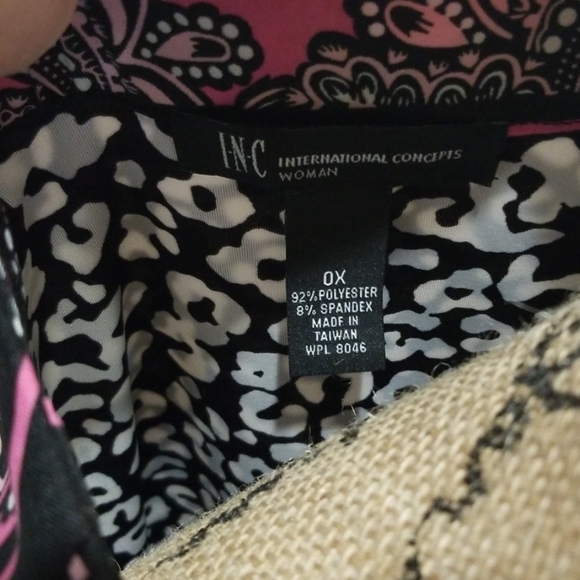 I·N·C INTERNATIONAL CONCEPTS
WOMAN
0X
92% POLYESTER
8% SPANDEX
MADE IN
TAIWAN
WPL 8046